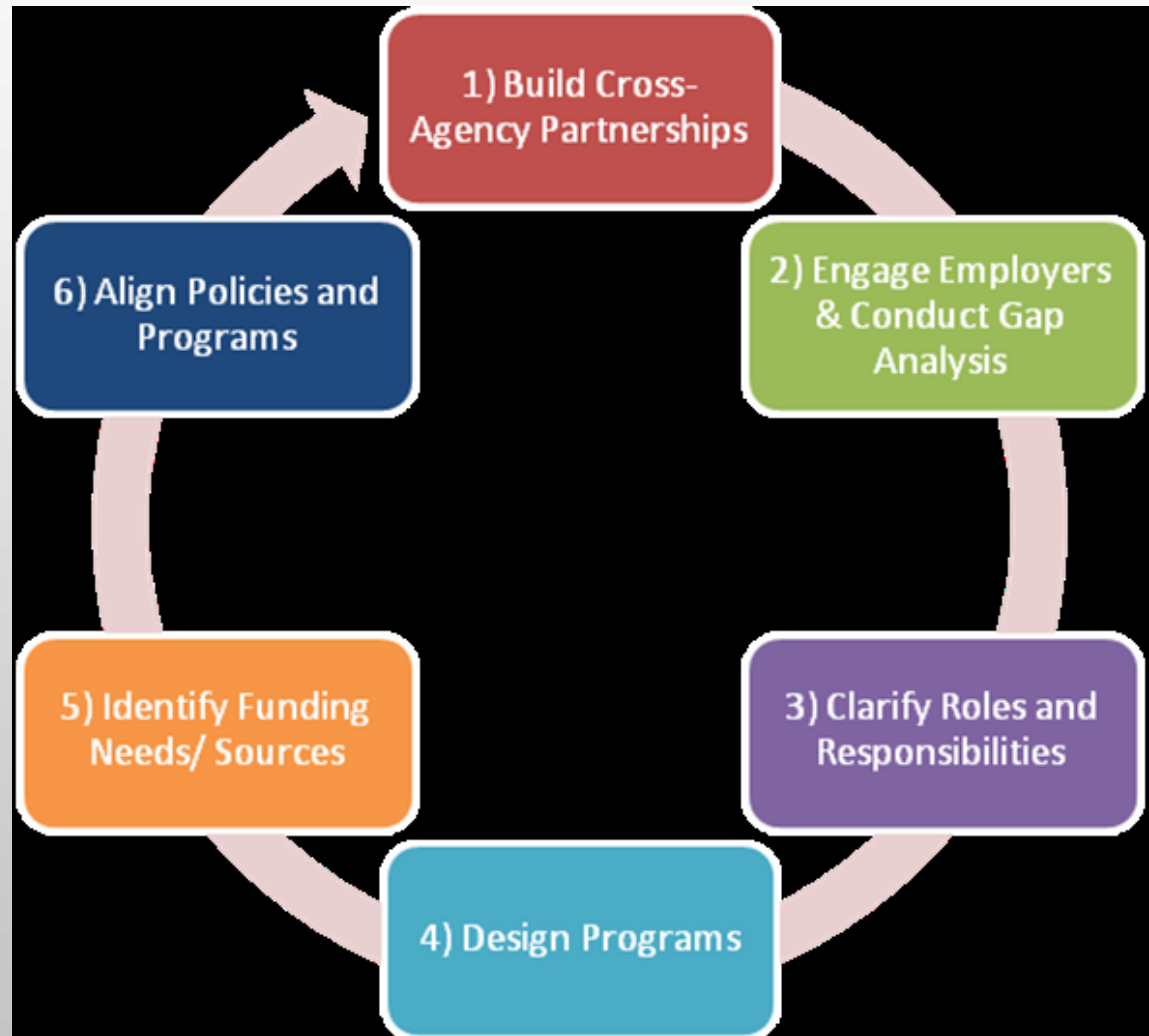 1) Build Cross-
Agency Partnerships
2) Engage Employers
& Conduct Gap
Analysis
3) Clarify Roles and
Responsibilities
4) Design Programs
5) Identify Funding
Needs/ Sources
6) Align Policies and
Programs